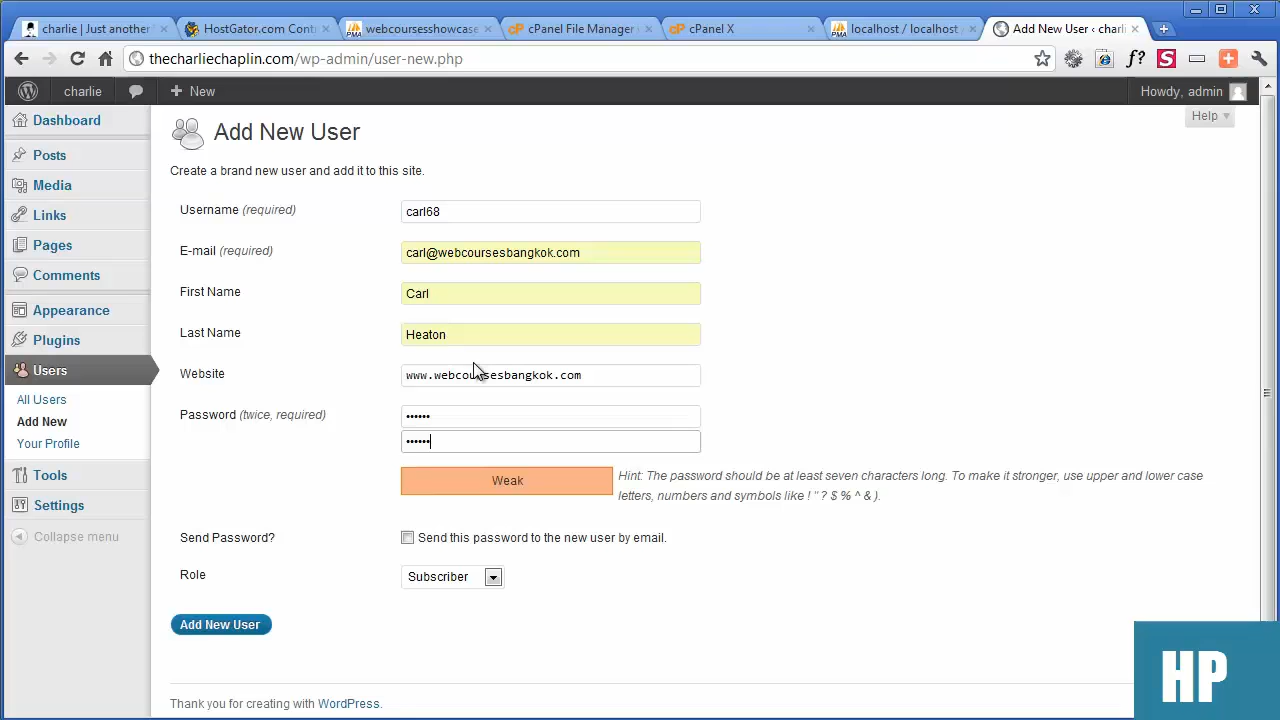 charlie | Just another
HostGator.com Cont
webcoursesshowcase
cPanel File Manager
cPanel X
localhost / localhost
Add New User ‹ charli
thecharliechaplin.com/wp-admin/user-new.php
charlie
New
Howdy, admin
Dashboard
Posts
Media
Links
Pages
Comments
Appearance
Plugins
Users
All Users
Add New
Your Profile
Tools
Settings
Collapse menu
Help
Add New User
Create a brand new user and add it to this site.
Username (required)
carl68
E-mail (required)
carl@webcoursesbangkok.com
First Name
Carl
Last Name
Heaton
Website
www.webcoursesbangkok.com
Password (twice, required)
••••••
••••••
Weak
Hint: The password should be at least seven characters long. To make it stronger, use upper and lower case
letters, numbers and symbols like ! " ? $ % ^ & ).
Send Password?
Send this password to the new user by email.
Role
Subscriber
Add New User
Thank you for creating with WordPress.
HP